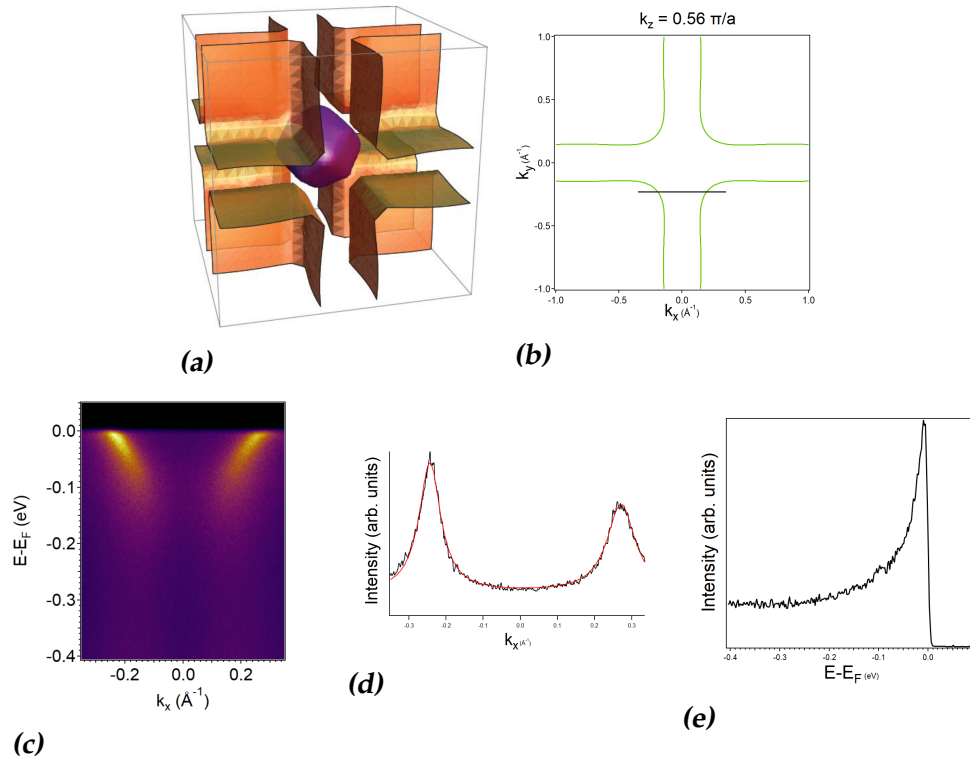 (a)
k_z = 0.56 π/a
1.0
0.5
0.0
-0.5
-1.0
k_y (Å⁻¹)
-1.0 -0.5 0.0 0.5 1.0
k_x (Å⁻¹)
(b)
0.0
-0.1
-0.2
-0.3
-0.4
E-E_F (eV)
-0.2 0.0 0.2
k_x (Å⁻¹)
(c)
Intensity (arb. units)
-0.3 -0.2 -0.1 0.0 0.1 0.2 0.3
k_x (Å⁻¹)
(d)
Intensity (arb. units)
-0.4 -0.3 -0.2 -0.1 0.0
E-E_F (eV)
(e)